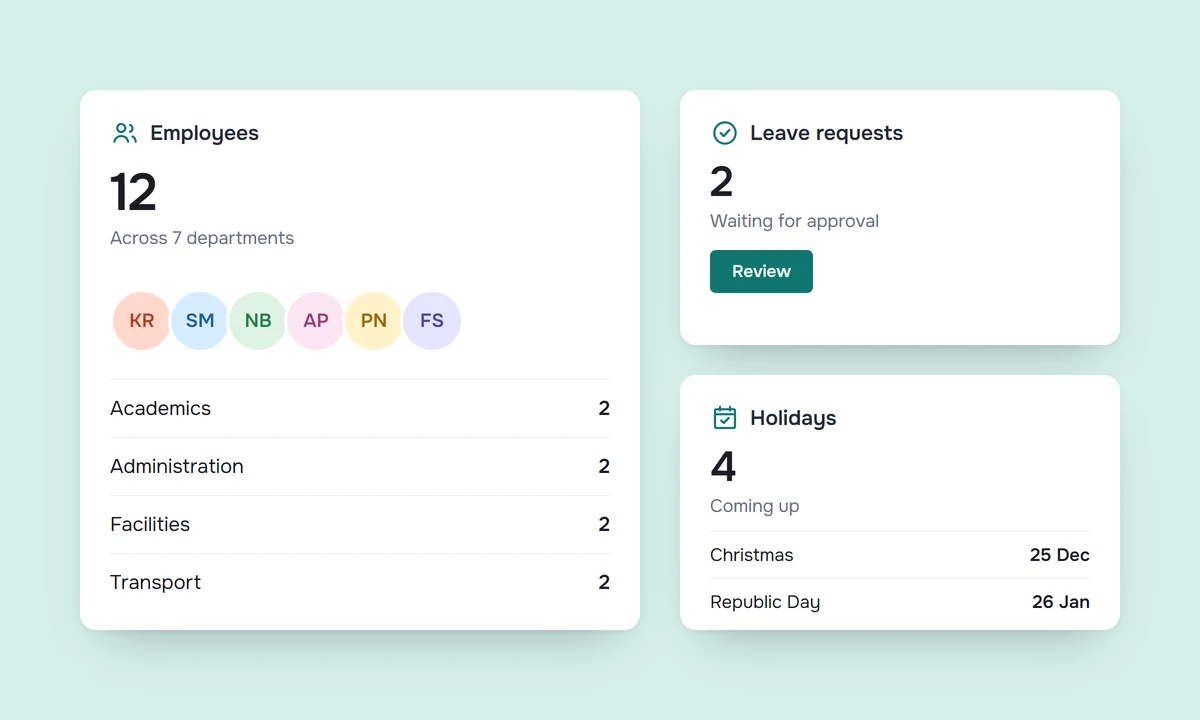 Employees
12
Across 7 departments
KR SM NB AP PN FS
Academics 2
Administration 2
Facilities 2
Transport 2
Leave requests
2
Waiting for approval
Review
Holidays
4
Coming up
Christmas 25 Dec
Republic Day 26 Jan